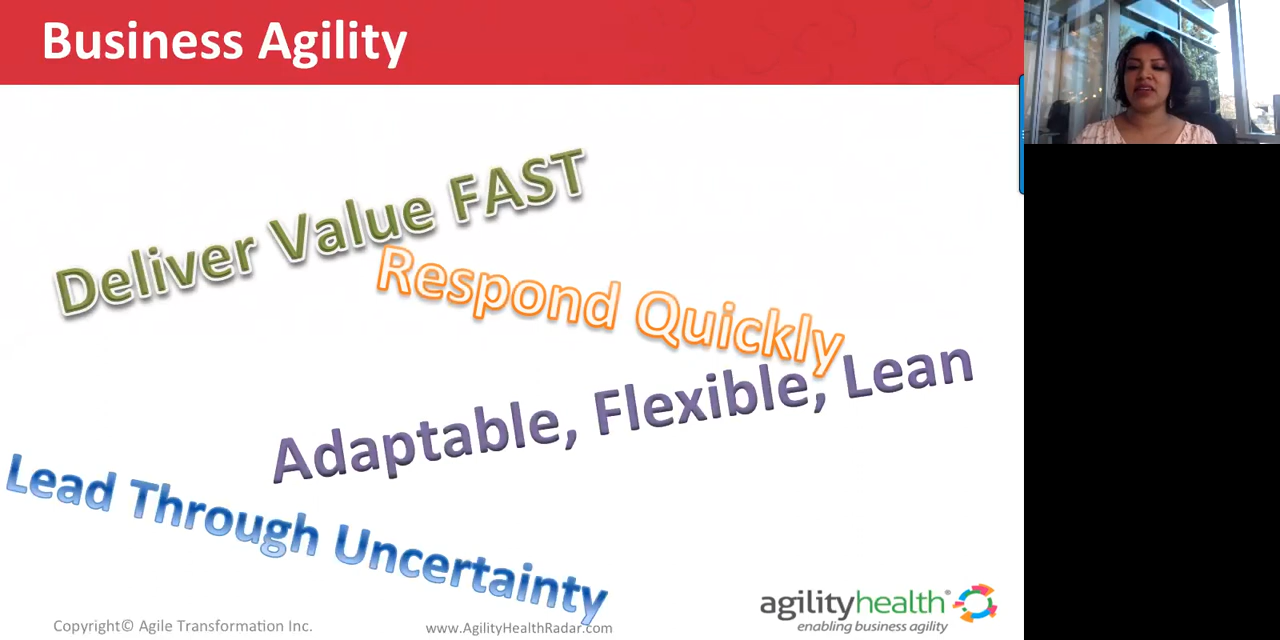 Business Agility
Deliver Value FAST
Respond Quickly
Adaptable, Flexible, Lean
Lead Through Uncertainty
Copyright© Agile Transformation Inc.
www.AgilityHealthRadar.com
agilityhealth®
enabling business agility